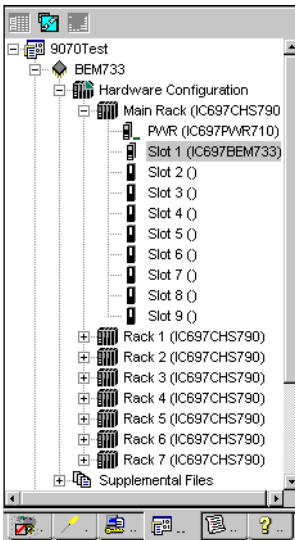 9070Test
BEM733
Hardware Configuration
Main Rack (IC697CHS790
PWR (IC697PWR710)
Slot 1 (IC697BEM733)
Slot 2 ()
Slot 3 ()
Slot 4 ()
Slot 5 ()
Slot 6 ()
Slot 7 ()
Slot 8 ()
Slot 9 ()
Rack 1 (IC697CHS790)
Rack 2 (IC697CHS790)
Rack 3 (IC697CHS790)
Rack 4 (IC697CHS790)
Rack 5 (IC697CHS790)
Rack 6 (IC697CHS790)
Rack 7 (IC697CHS790)
Supplemental Files